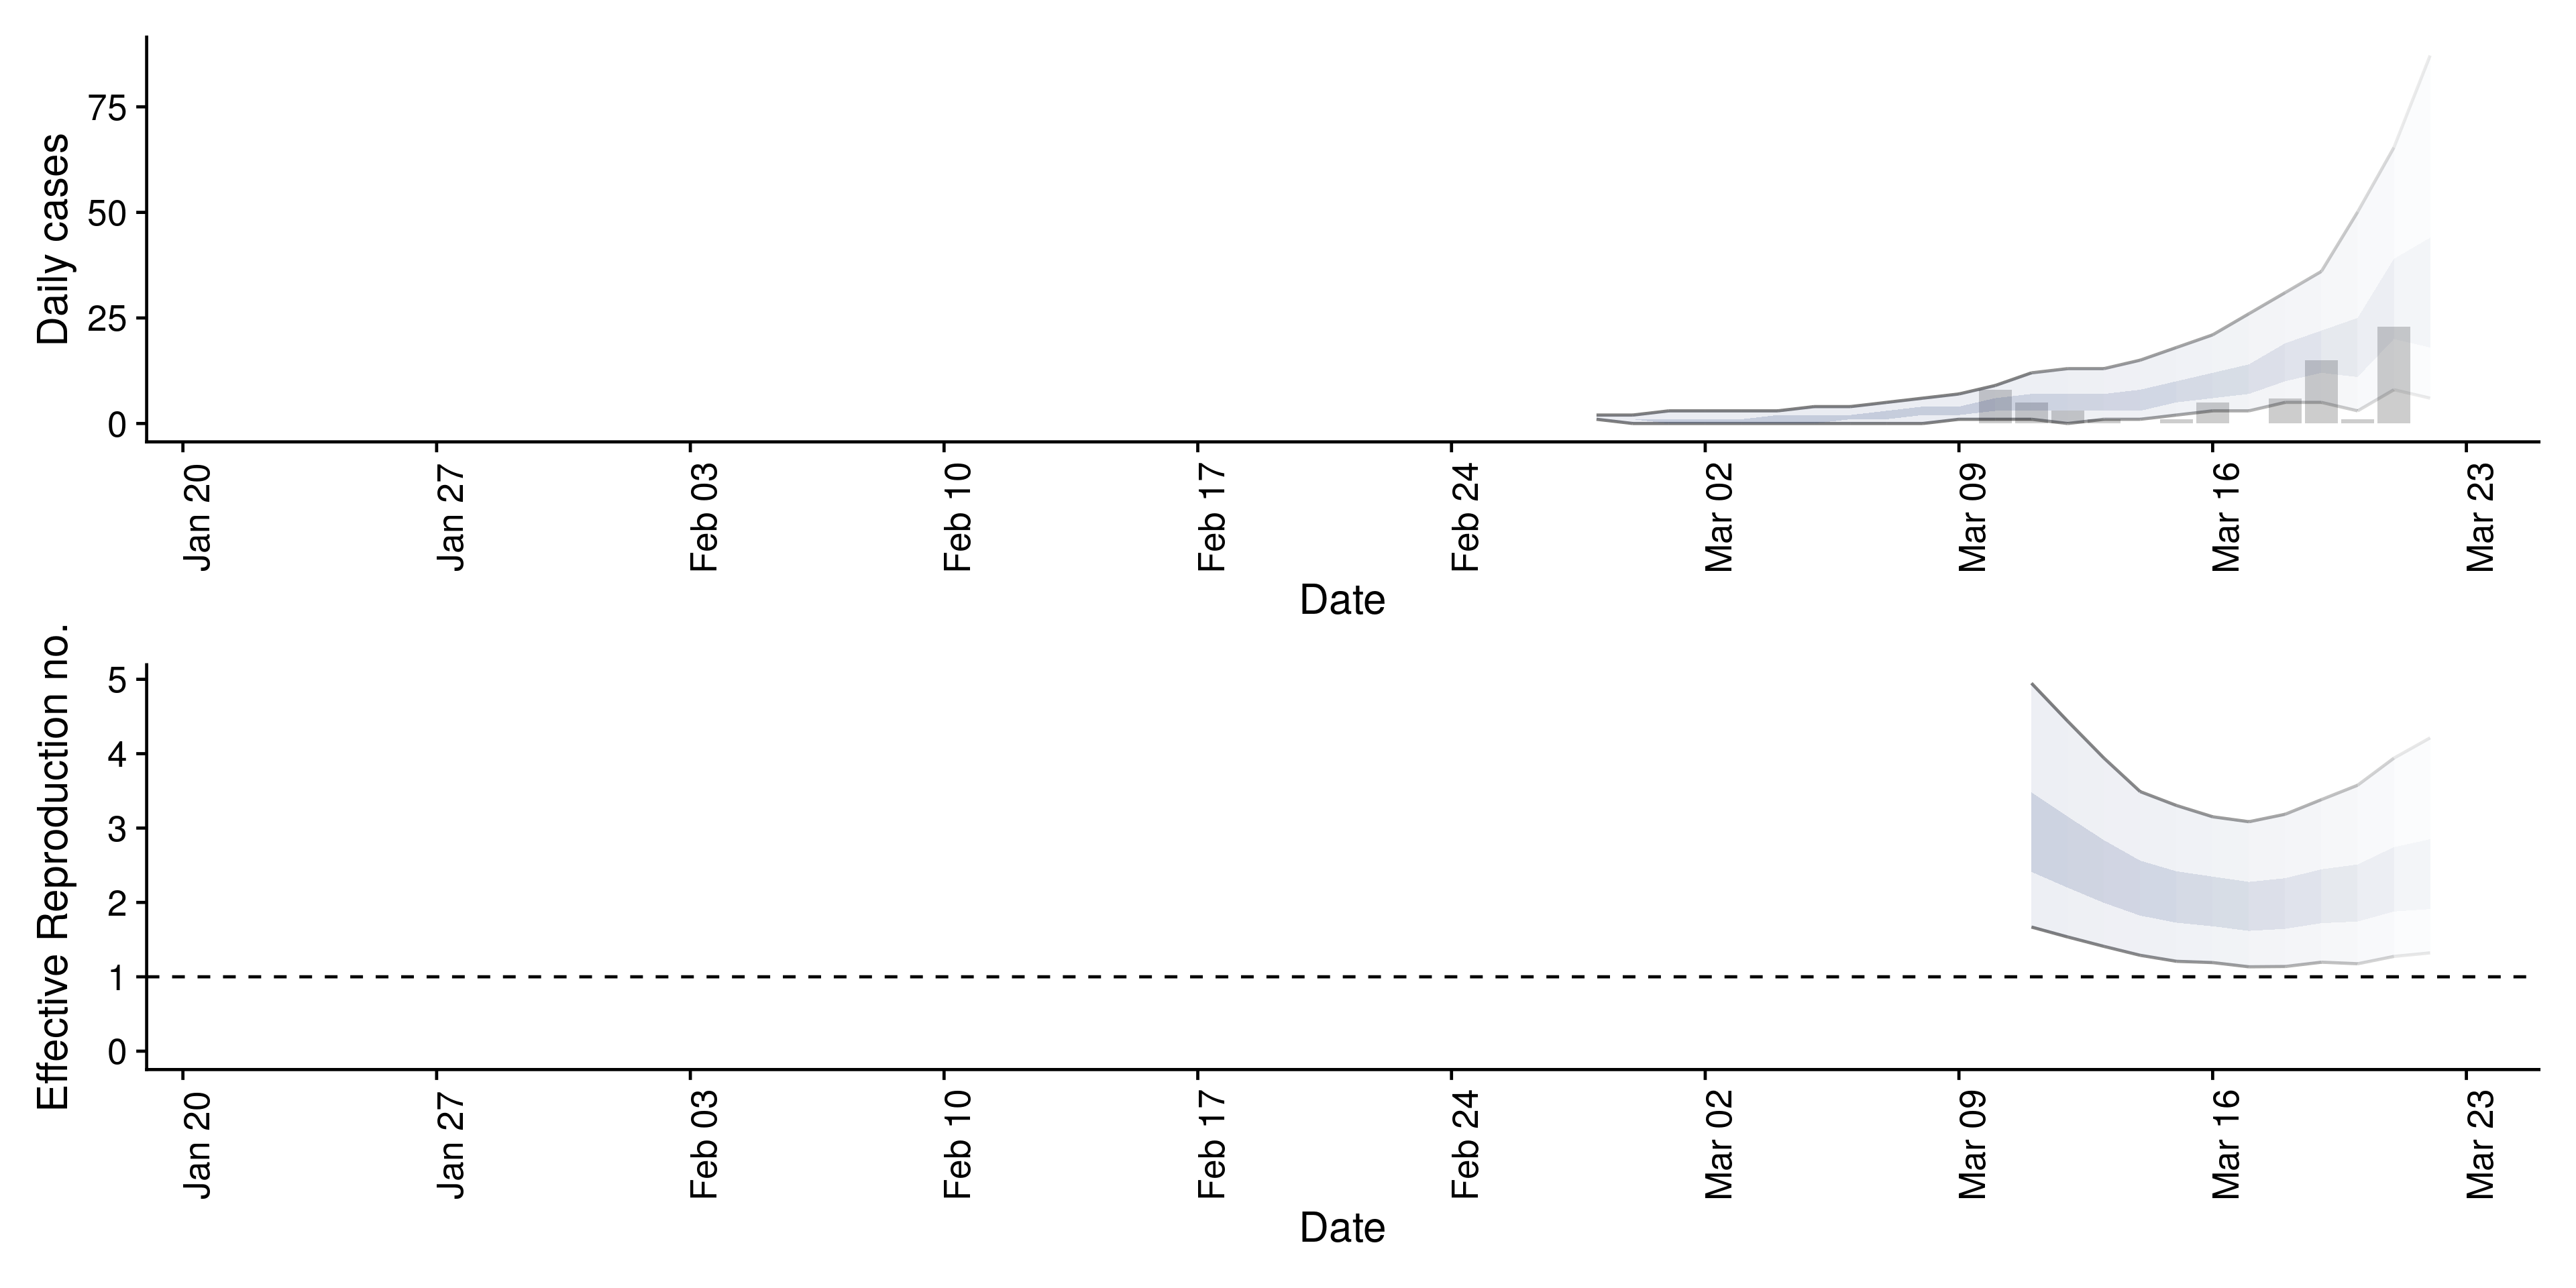 Daily cases
75
50
25
0
Jan 20
Jan 27
Feb 03
Feb 10
Feb 17
Feb 24
Mar 02
Mar 09
Mar 16
Mar 23
Date
Effective Reproduction no.
5
4
3
2
1
0
Jan 20
Jan 27
Feb 03
Feb 10
Feb 17
Feb 24
Mar 02
Mar 09
Mar 16
Mar 23
Date